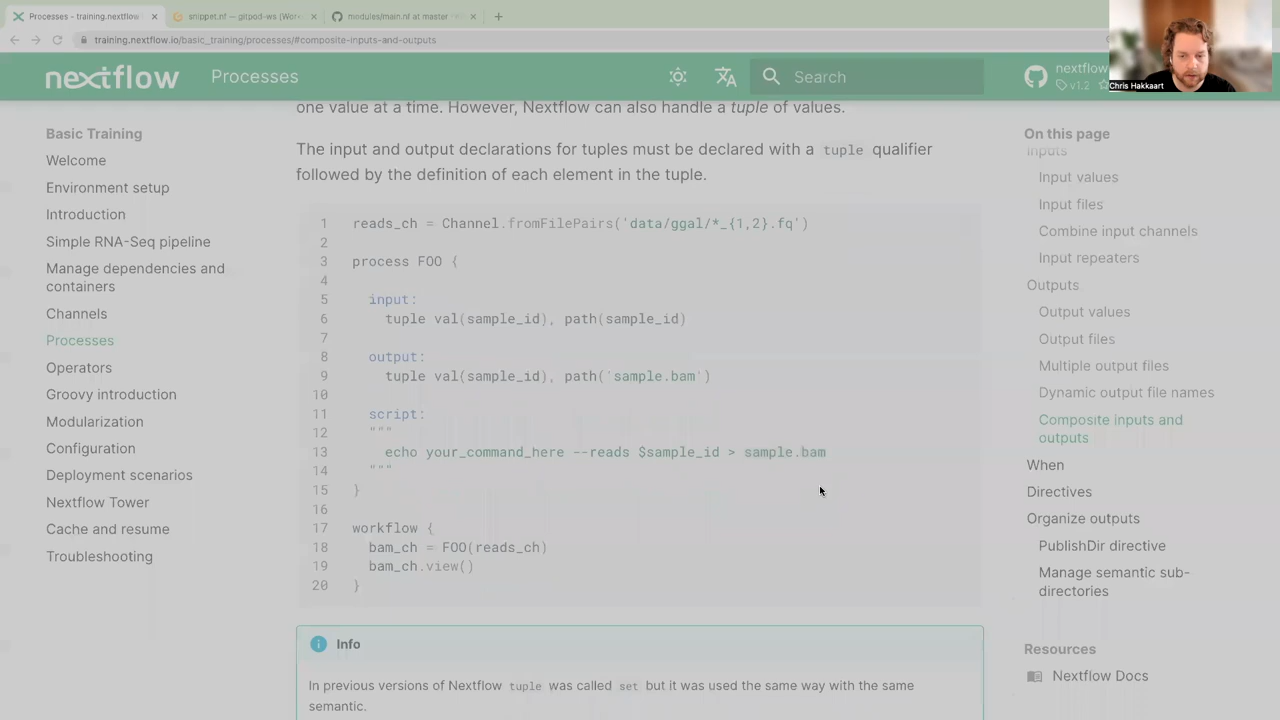 Processes - training.nextflow
snippet.nf — gitpod-ws (Work
modules/main.nf at master
training.nextflow.io/basic_training/processes/#composite-inputs-and-outputs
nextflow
Processes
Search
nextflow
v1.2
Chris Hakkaart
Basic Training
Welcome
Environment setup
Introduction
Simple RNA-Seq pipeline
Manage dependencies and
containers
Channels
Processes
Operators
Groovy introduction
Modularization
Configuration
Deployment scenarios
Nextflow Tower
Cache and resume
Troubleshooting
one value at a time. However, Nextflow can also handle a tuple of values.
The input and output declarations for tuples must be declared with a tuple qualifier
followed by the definition of each element in the tuple.
1 reads_ch = Channel.fromFilePairs('data/ggal/*_{1,2}.fq')
2
3 process FOO {
4
5 input:
6 tuple val(sample_id), path(sample_id)
7
8 output:
9 tuple val(sample_id), path('sample.bam')
10
11 script:
12 """
13 echo your_command_here --reads $sample_id > sample.bam
14 """
15 }
16
17 workflow {
18 bam_ch = FOO(reads_ch)
19 bam_ch.view()
20 }
Info
In previous versions of Nextflow tuple was called set but it was used the same way with the same
semantic.
On this page
Inputs
Input values
Input files
Combine input channels
Input repeaters
Outputs
Output values
Output files
Multiple output files
Dynamic output file names
Composite inputs and
outputs
When
Directives
Organize outputs
PublishDir directive
Manage semantic sub-
directories
Resources
Nextflow Docs